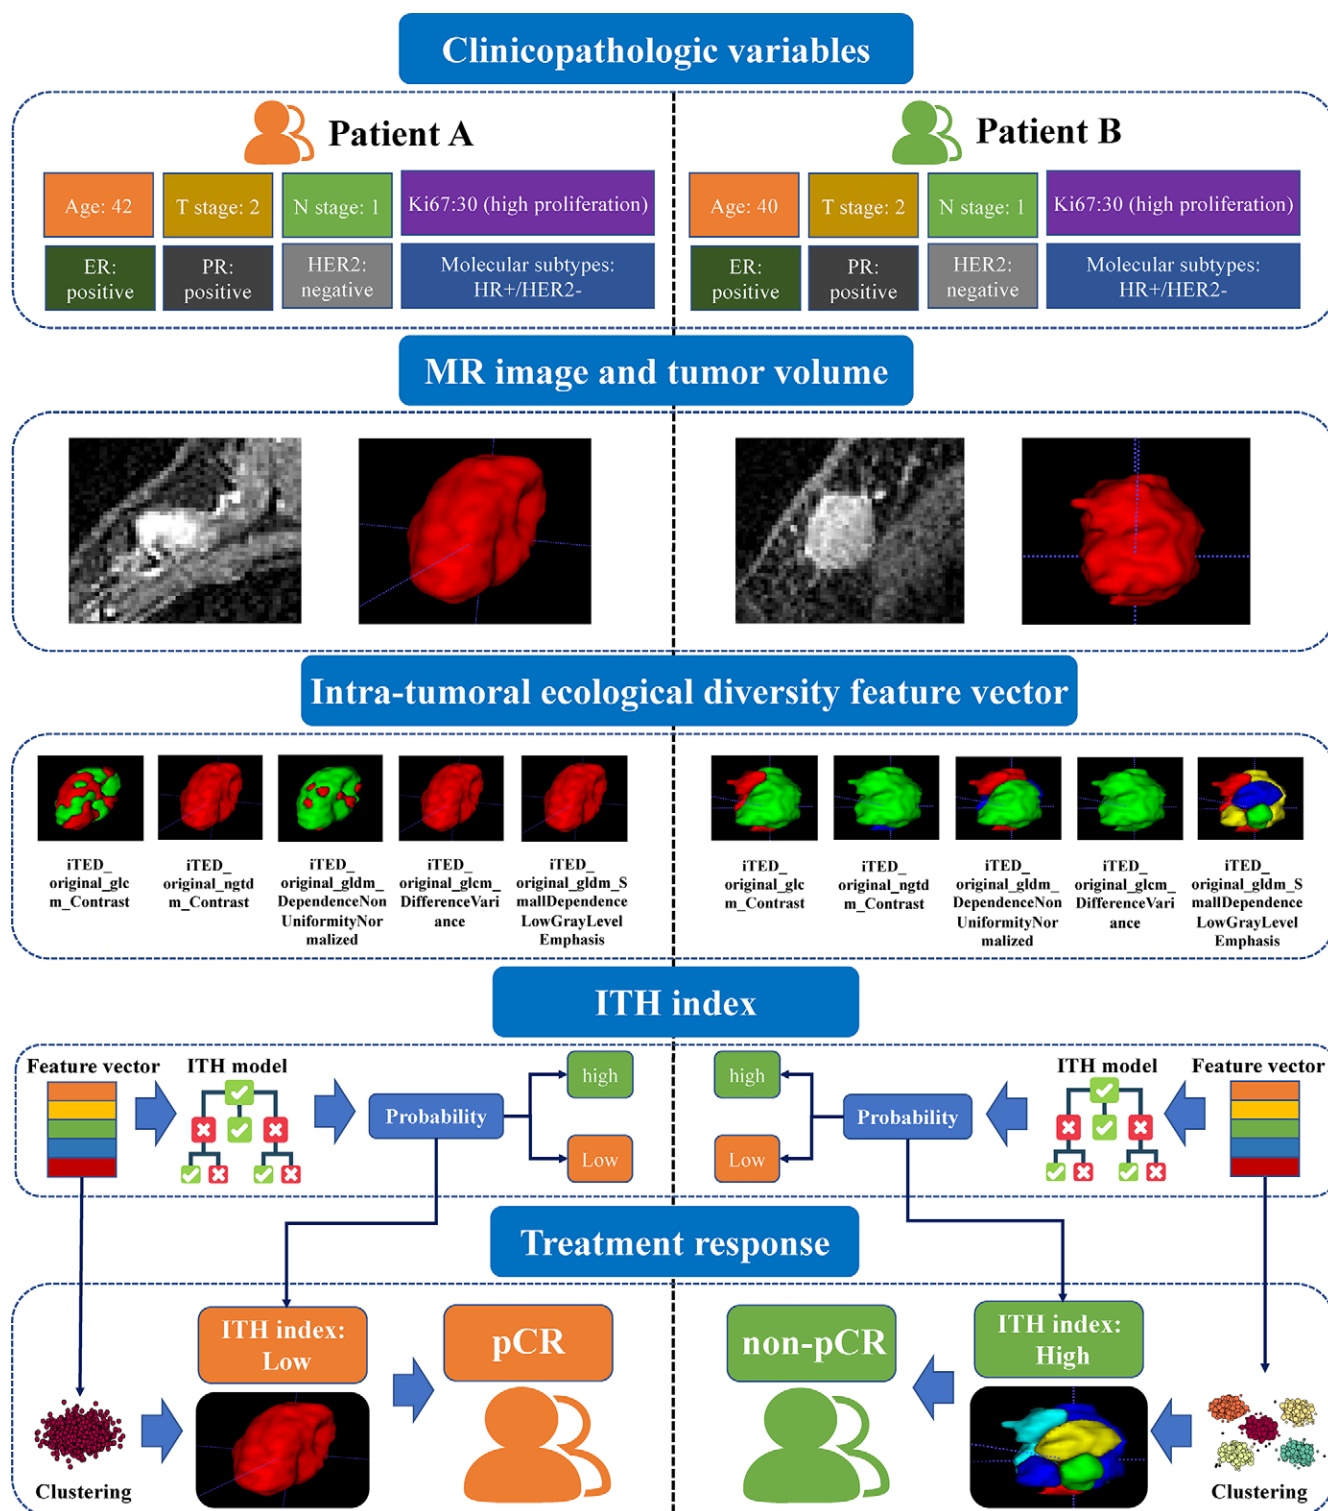 Clinicopathologic variables
Patient A
Age: 42
T stage: 2
N stage: 1
Ki67:30 (high proliferation)
ER:
positive
PR:
positive
HER2:
negative
Molecular subtypes:
HR+/HER2-
Patient B
Age: 40
T stage: 2
N stage: 1
Ki67:30 (high proliferation)
ER:
positive
PR:
positive
HER2:
negative
Molecular subtypes:
HR+/HER2-
MR image and tumor volume
Intra-tumoral ecological diversity feature vector
iTED_
original_glc
m_Contrast
iTED_
original_ngtd
m_Contrast
iTED_
original_gldm_
DependenceNon
UniformityNor
malized
iTED_
original_glcm_
DifferenceVari
ance
iTED_
original_gldm_S
mallDependence
LowGrayLevel
Emphasis
iTED_
original_glc
m_Contrast
iTED_
original_ngtd
m_Contrast
iTED_
original_gldm_
DependenceNon
UniformityNor
malized
iTED_
original_glcm_
DifferenceVari
ance
iTED_
original_gldm_S
mallDependence
LowGrayLevel
Emphasis
ITH index
Feature vector
ITH model
Probability
high
Low
high
Low
Probability
ITH model
Feature vector
Treatment response
ITH index:
Low
pCR
Clustering
non-pCR
ITH index:
High
Clustering